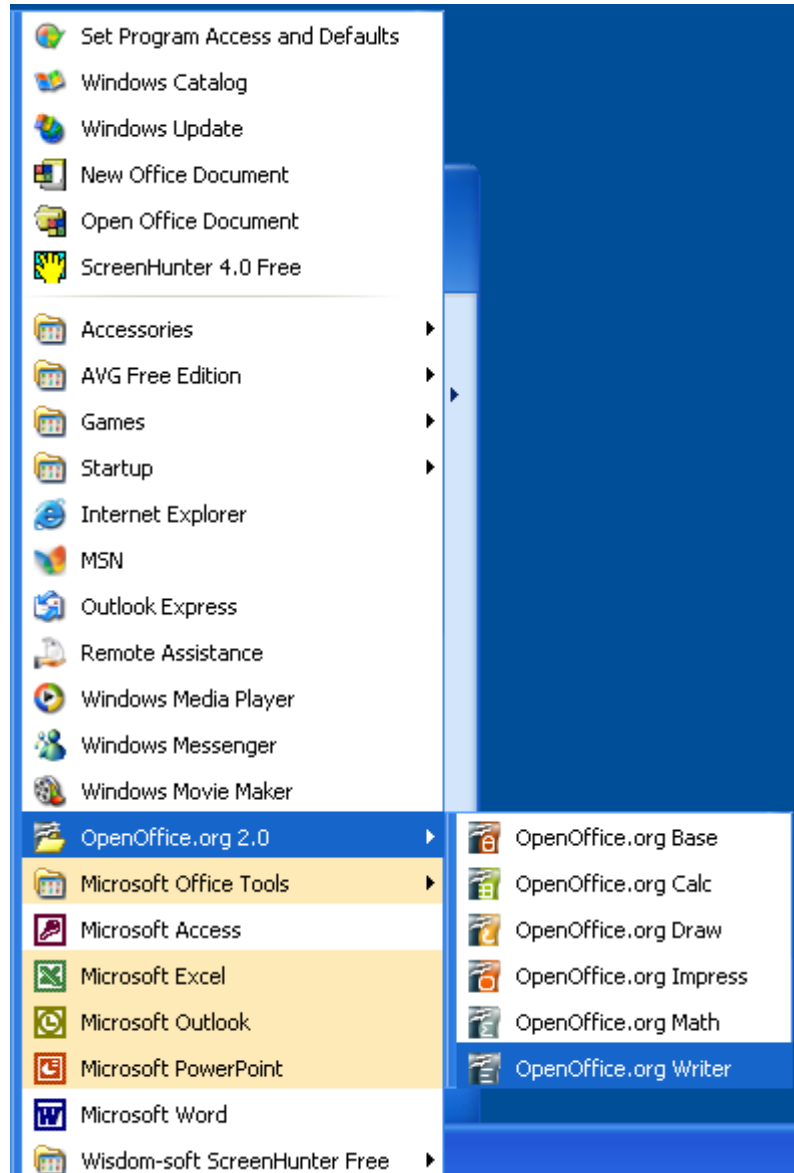 Set Program Access and Defaults
Windows Catalog
Windows Update
New Office Document
Open Office Document
ScreenHunter 4.0 Free
Accessories
AVG Free Edition
Games
Startup
Internet Explorer
MSN
Outlook Express
Remote Assistance
Windows Media Player
Windows Messenger
Windows Movie Maker
OpenOffice.org 2.0
Microsoft Office Tools
Microsoft Access
Microsoft Excel
Microsoft Outlook
Microsoft PowerPoint
Microsoft Word
Wisdom-soft ScreenHunter Free
OpenOffice.org Base
OpenOffice.org Calc
OpenOffice.org Draw
OpenOffice.org Impress
OpenOffice.org Math
OpenOffice.org Writer